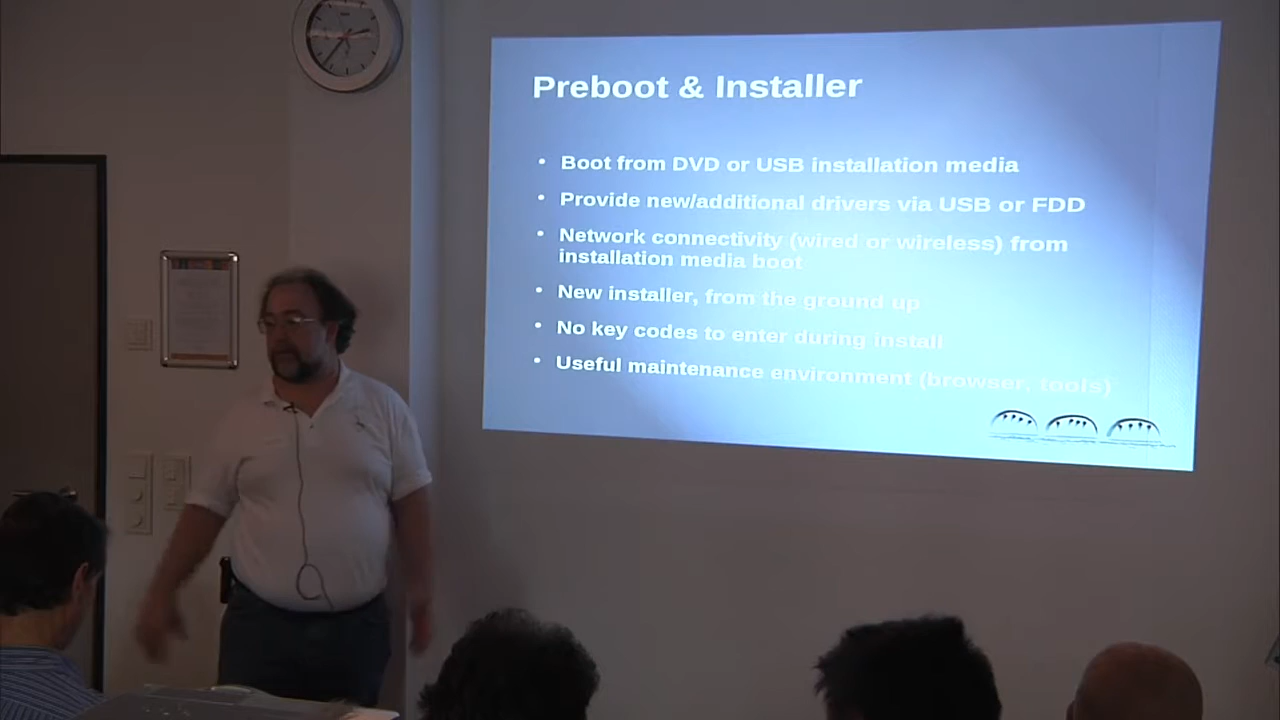 Preboot & Installer
• Boot from DVD or USB installation media
• Provide new/additional drivers via USB or FDD
• Network connectivity (wired or wireless) from
installation media boot
• New installer, from the ground up
• No key codes to enter during install
• Useful maintenance environment (browser, tools)